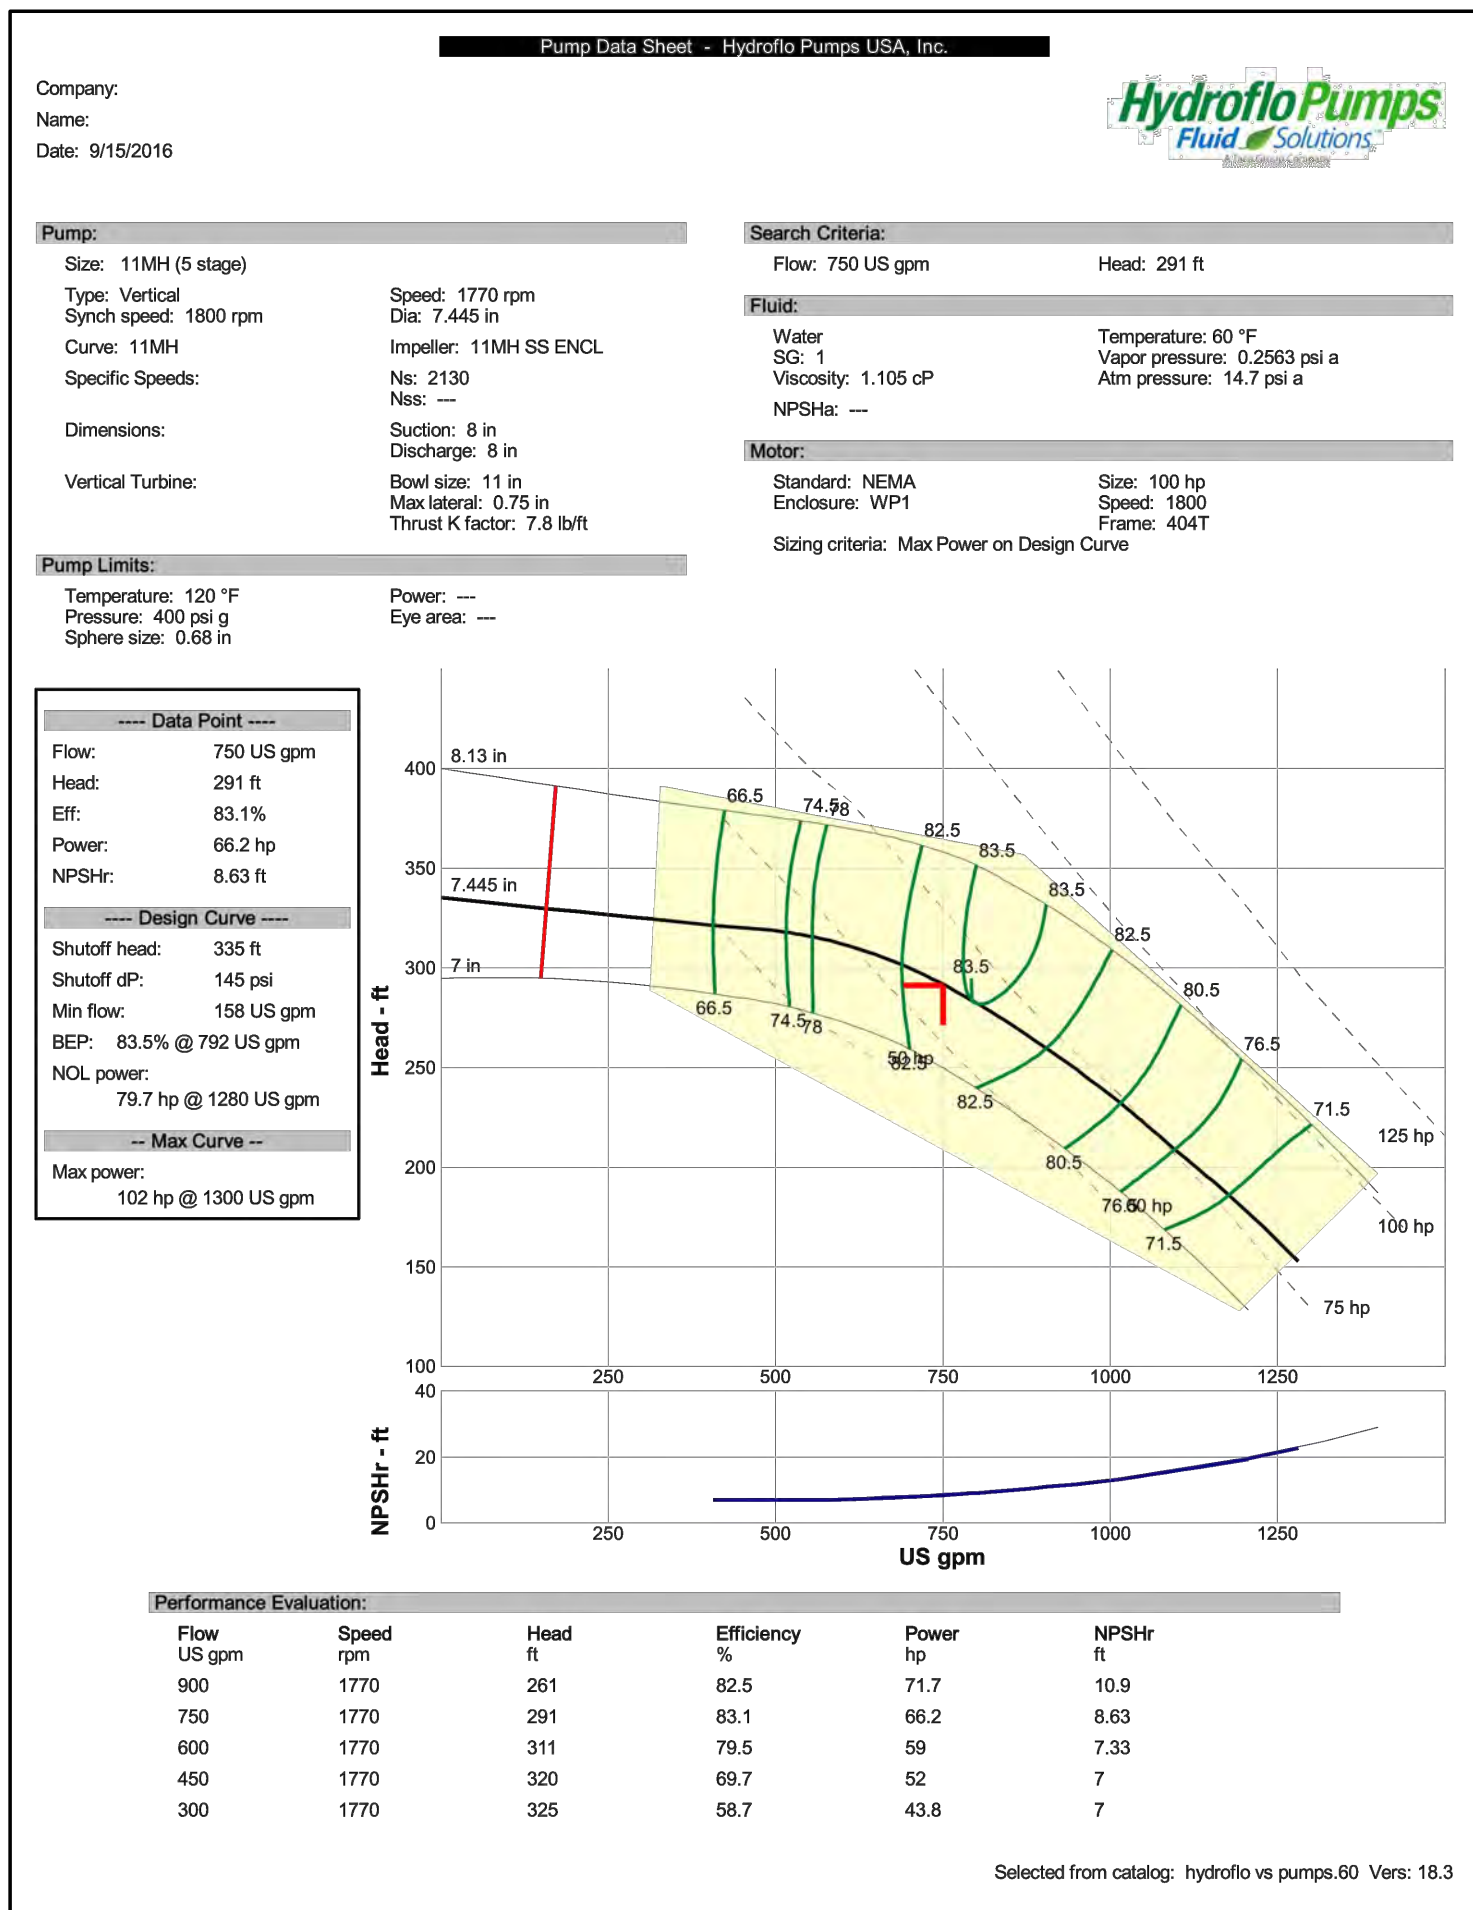 Pump Data Sheet - Hydroflo Pumps USA, Inc.
Company:
Name:
Date: 9/15/2016
Hydroflo Pumps
Fluid Solutions
Pump:
Size: 11MH (5 stage)
Type: Vertical
Speed: 1770 rpm
Synch speed: 1800 rpm
Dia: 7.445 in
Curve: 11MH
Impeller: 11MH SS ENCL
Specific Speeds:
Ns: 2130
Nss: ---
Dimensions:
Suction: 8 in
Discharge: 8 in
Vertical Turbine:
Bowl size: 11 in
Max lateral: 0.75 in
Thrust K factor: 7.8 lb/ft
Pump Limits:
Temperature: 120 °F
Power: ---
Pressure: 400 psi g
Eye area: ---
Sphere size: 0.68 in
Search Criteria:
Flow: 750 US gpm
Head: 291 ft
Fluid:
Water
Temperature: 60 °F
SG: 1
Vapor pressure: 0.2563 psi a
Viscosity: 1.105 cP
Atm pressure: 14.7 psi a
NPSHa: ---
Motor:
Standard: NEMA
Size: 100 hp
Enclosure: WP1
Speed: 1800
Frame: 404T
Sizing criteria: Max Power on Design Curve
---- Data Point ----
Flow: 750 US gpm
Head: 291 ft
Eff: 83.1%
Power: 66.2 hp
NPSHr: 8.63 ft
---- Design Curve ----
Shutoff head: 335 ft
Shutoff dP: 145 psi
Min flow: 158 US gpm
BEP: 83.5% @ 792 US gpm
NOL power:
79.7 hp @ 1280 US gpm
-- Max Curve --
Max power:
102 hp @ 1300 US gpm
Head - ft
400
350
300
250
200
150
100
8.13 in
7.445 in
7 in
66.5
74.5
78
82.5
83.5
83.5
82.5
80.5
76.5
71.5
83.5
66.5
74.5
78
50 hp
82.5
82.5
80.5
76.5
60 hp
71.5
125 hp
100 hp
75 hp
250
500
750
1000
1250
NPSHr - ft
40
20
0
250
500
750
1000
1250
US gpm
Performance Evaluation:
Flow Speed Head Efficiency Power NPSHr
US gpm rpm ft % hp ft
900 1770 261 82.5 71.7 10.9
750 1770 291 83.1 66.2 8.63
600 1770 311 79.5 59 7.33
450 1770 320 69.7 52 7
300 1770 325 58.7 43.8 7
Selected from catalog: hydroflo vs pumps.60 Vers: 18.3